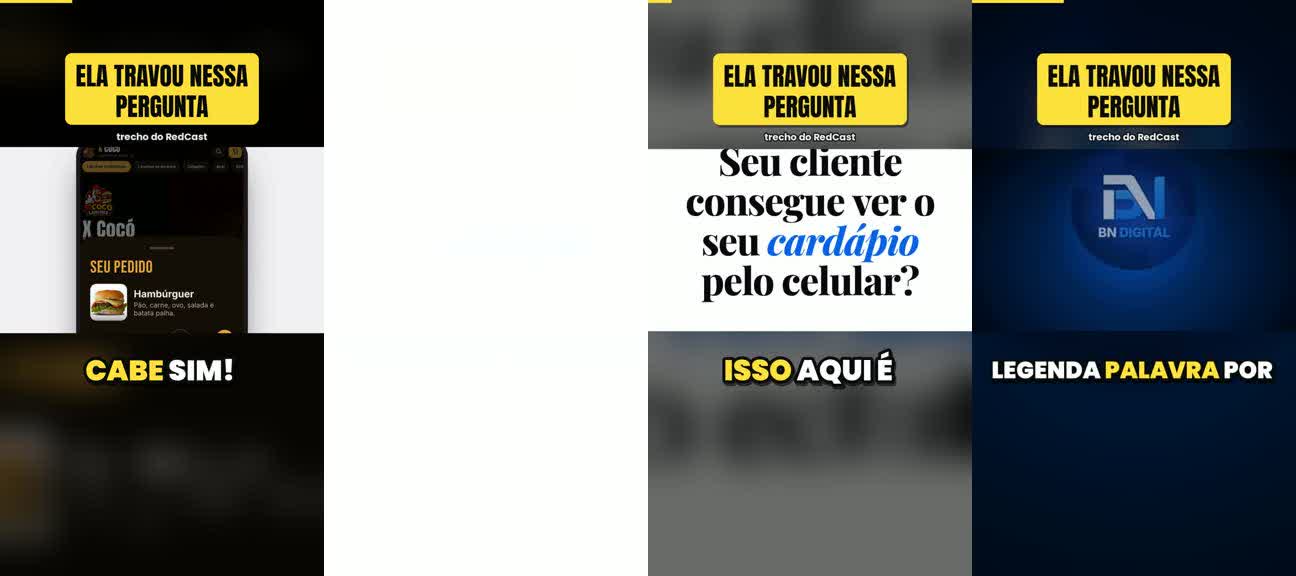 ELA TRAVOU NESSA
PERGUNTA
trecho do RedCast
X Cocó
X Cocó
SEU PEDIDO
Hambúrguer
Pão, carne, ovo, salada e
batata palha.
CABE SIM!
ELA TRAVOU NESSA
PERGUNTA
trecho do RedCast
Seu cliente
consegue ver o
seu cardápio
pelo celular?
ISSO AQUI É
ELA TRAVOU NESSA
PERGUNTA
trecho do RedCast
BN DIGITAL
LEGENDA PALAVRA POR